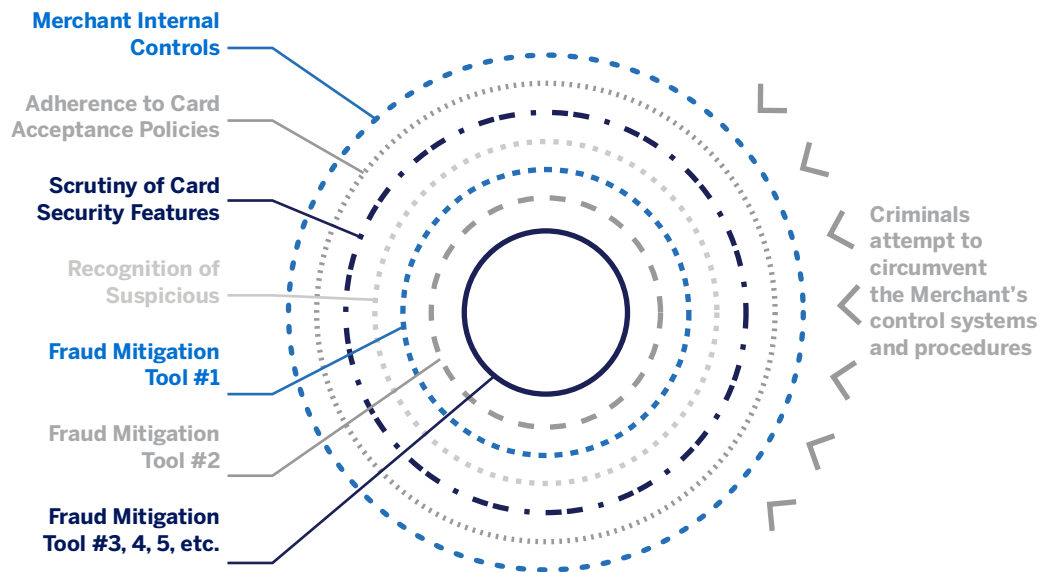 Merchant Internal
Controls
Adherence to Card
Acceptance Policies
Scrutiny of Card
Security Features
Recognition of
Suspicious
Fraud Mitigation
Tool #1
Fraud Mitigation
Tool #2
Fraud Mitigation
Tool #3, 4, 5, etc.
Criminals
attempt to
circumvent
the Merchant’s
control systems
and procedures